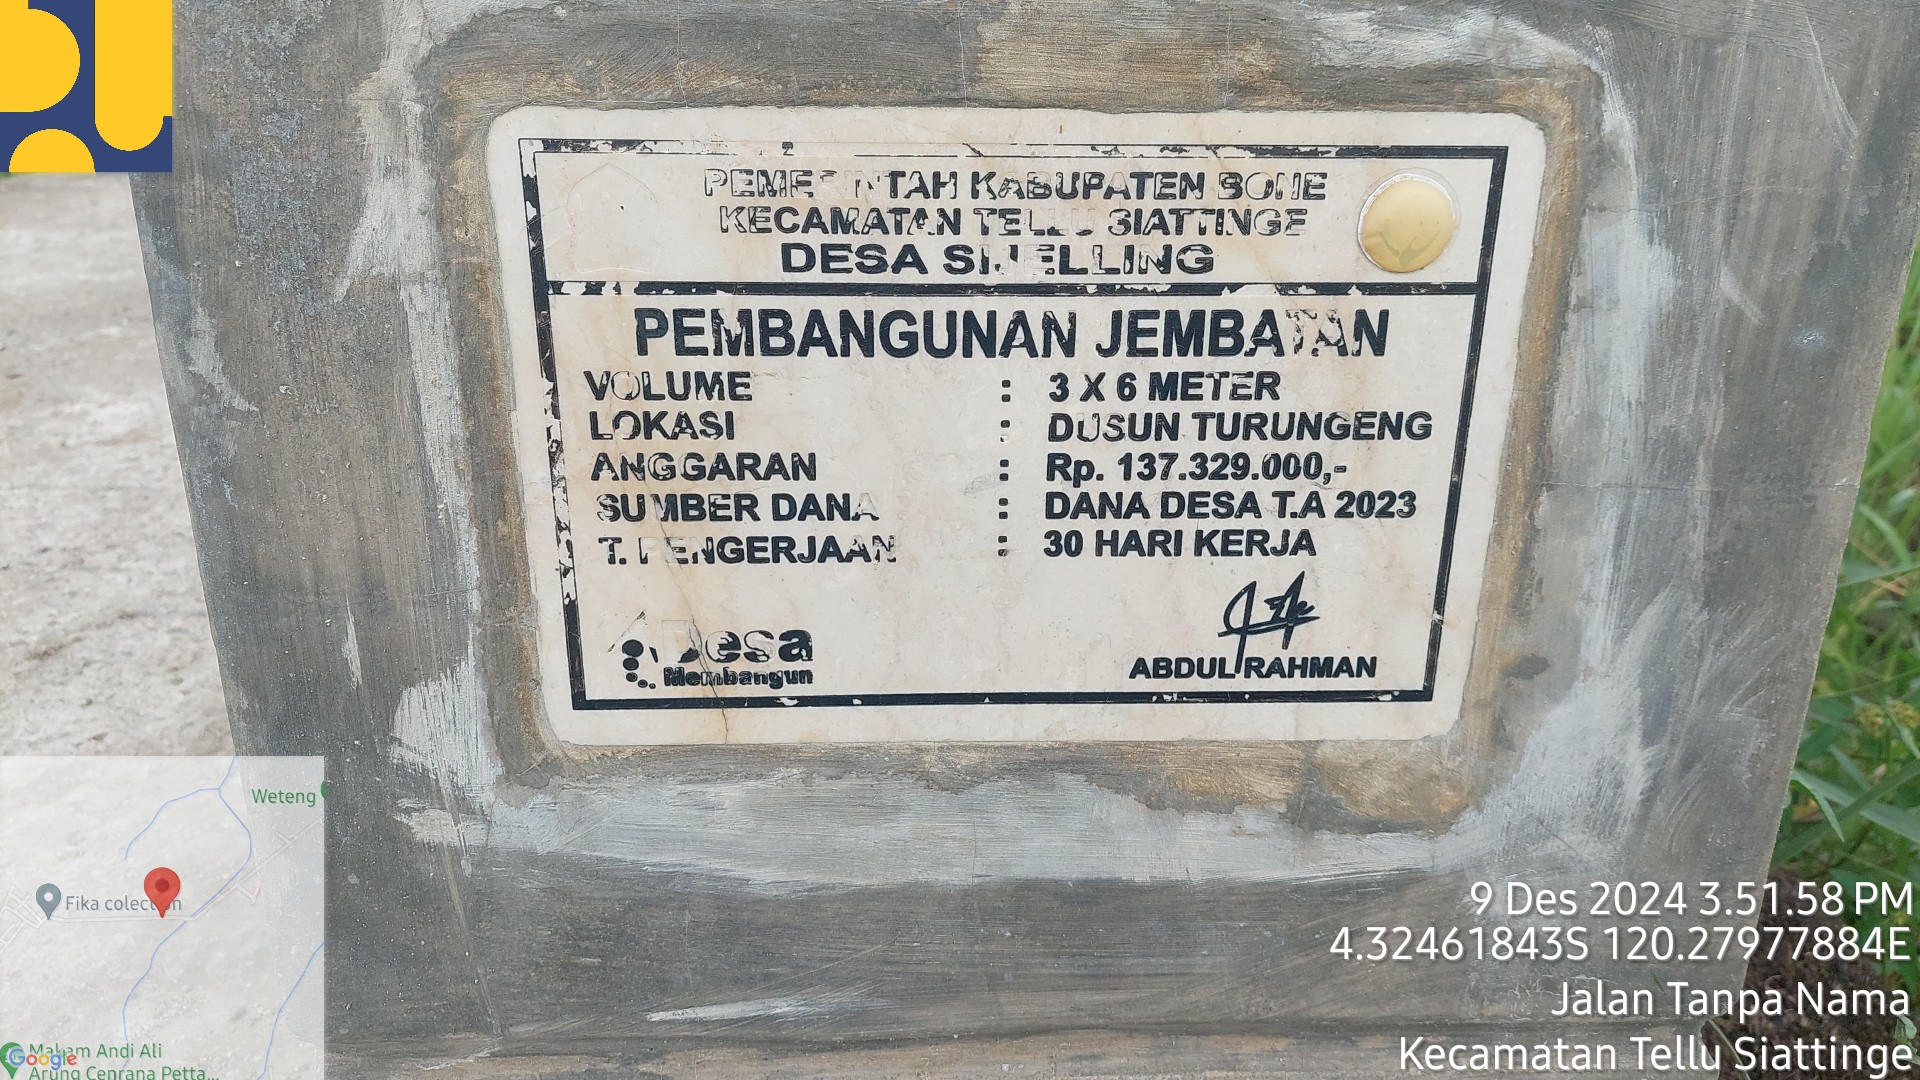 PEMERINTAH KABUPATEN BONE
KECAMATAN TELLU SIATTINGE
DESA SIJELLING
PEMBANGUNAN JEMBATAN
VOLUME : 3 X 6 METER
LOKASI : DUSUN TURUNGENG
ANGGARAN : Rp. 137.329.000,-
SUMBER DANA : DANA DESA T.A 2023
T. PENGERJAAN : 30 HARI KERJA
Desa
Membangun
ABDUL RAHMAN
Weteng
Fika colection
Google
Makam Andi Ali
Arung Cenrana Petta...
9 Des 2024 3.51.58 PM
4.32461843S 120.27977884E
Jalan Tanpa Nama
Kecamatan Tellu Siattinge